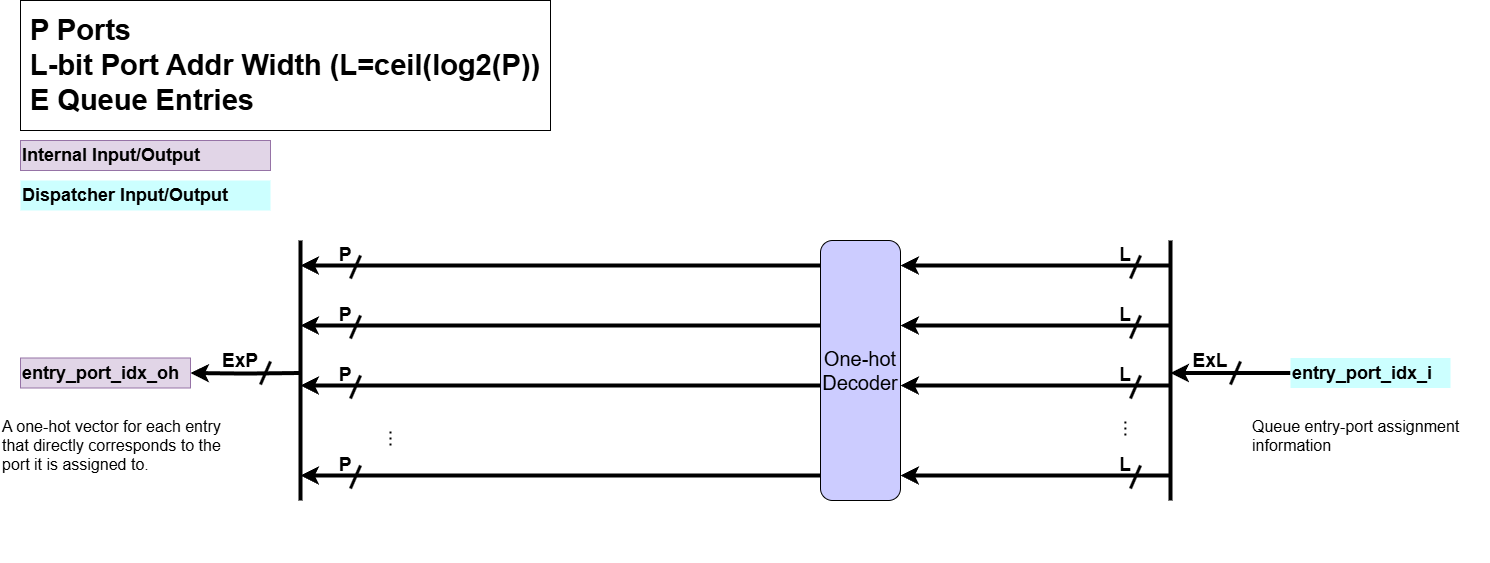 P Ports
L-bit Port Addr Width (L=ceil(log2(P))
E Queue Entries
Internal Input/Output
Dispatcher Input/Output
P
L
P
L
One-hot
Decoder
entry_port_idx_oh
ExP
P
L
ExL
entry_port_idx_i
A one-hot vector for each entry
that directly corresponds to the
port it is assigned to.
Queue entry-port assignment
information
P
L